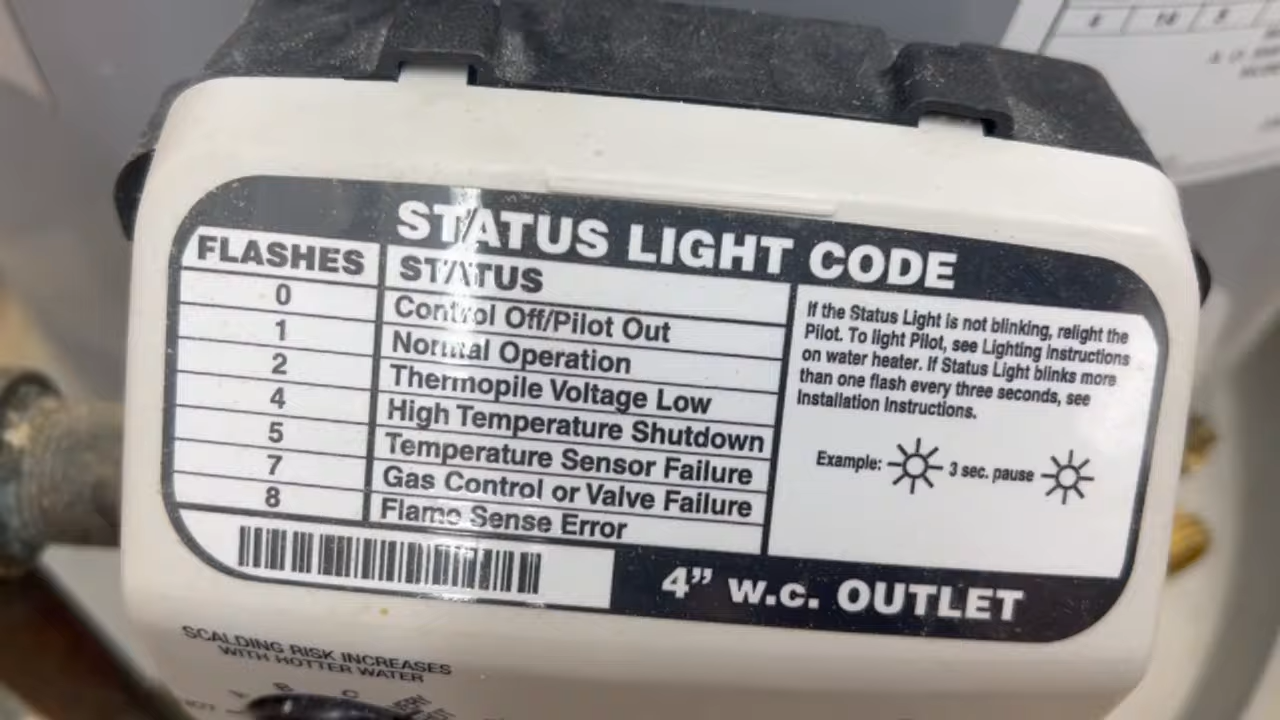 STATUS LIGHT CODE
FLASHES STATUS
0 Control Off/Pilot Out
1 Normal Operation
2 Thermopile Voltage Low
4 High Temperature Shutdown
5 Temperature Sensor Failure
7 Gas Control or Valve Failure
8 Flame Sense Error
If the Status Light is not blinking, relight the
Pilot. To light Pilot, see Lighting Instructions
on water heater. If Status Light blinks more
than one flash every three seconds, see
Installation Instructions.
Example: 3 sec. pause
4” w.c. OUTLET
SCALDING RISK INCREASES
WITH HOTTER WATER
HOT A B C VERY